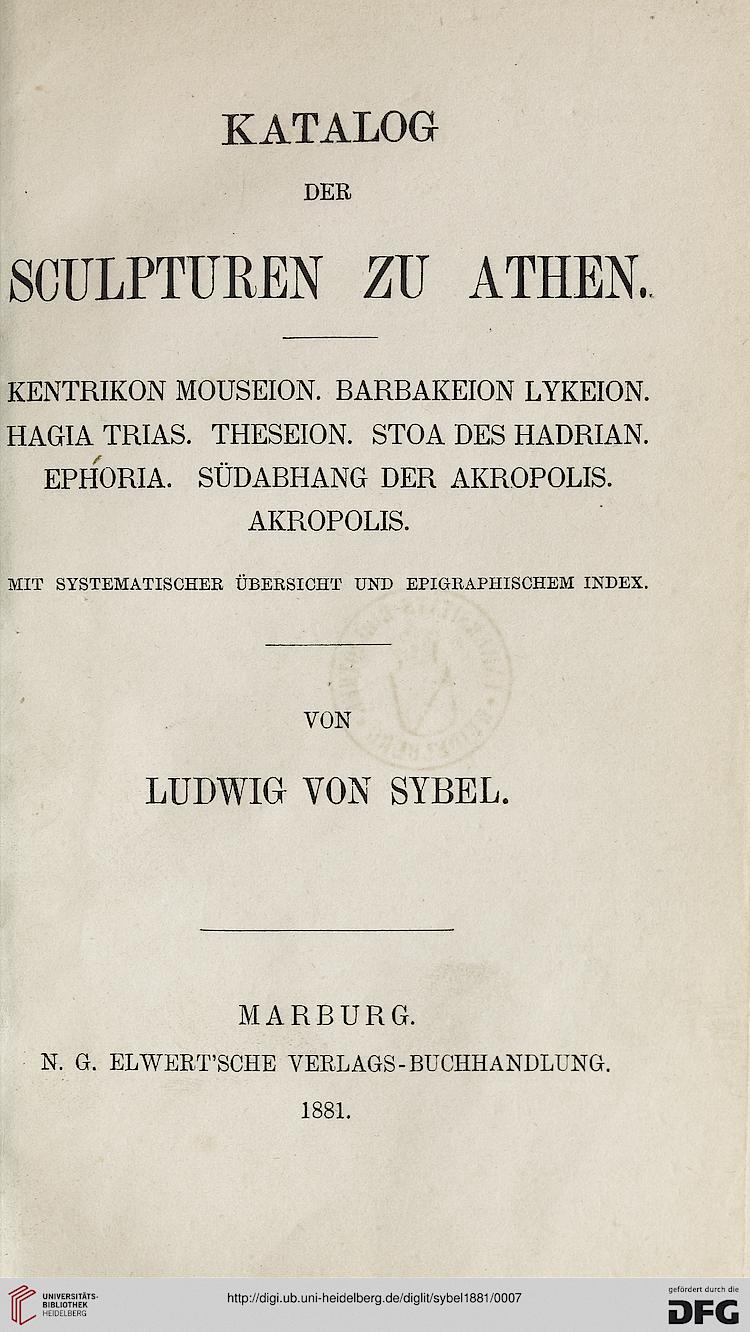 KATALOG
DER
SCULPTUREN ZU ATHEN.
KENTRIKON MOUSEION. BARBAKEION LYKEION.
HAGIA TRIAS. THESEION. STOA DES HADRIAN.
EPHORIA. SÜDABHANG DER AKROPOLIS.
AKROPOLIS.
MIT SYSTEMATISCHER ÜBERSICHT UND EPIGRAPHISCHEM INDEX.
VON
LUDWIG VON SYBEL.
MARBURG.
N. G. ELWERT'SCHE VERLAGS-BUCHHANDLUNG.
1881.
UNIVERSITÄTS-
BIBLIOTHEK
HEIDELBERG
http://digi.ub.uni-heidelberg.de/diglit/sybel1881/0007
gefördert durch die
DFG